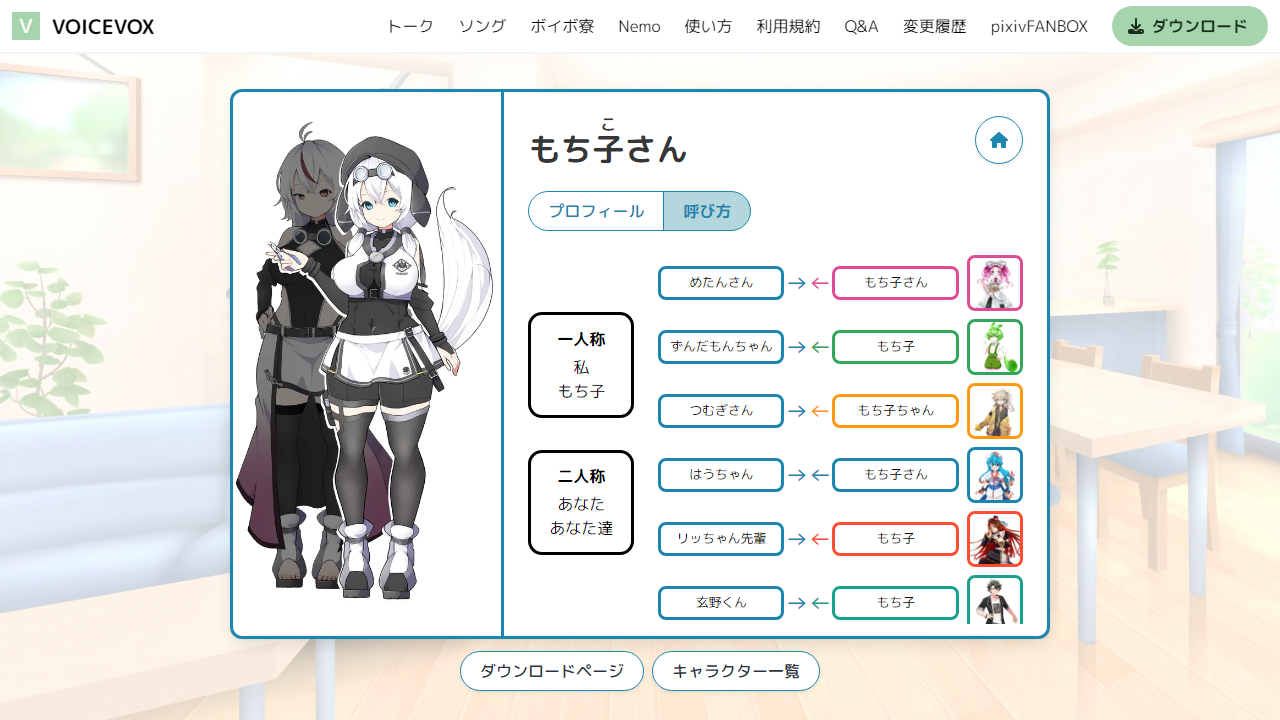 V VOICEVOX トーク ソング ボイボ寮 Nemo 使い方 利用規約 Q&A 変更履歴 pixivFANBOX ダウンロード
こ
もち子さん
プロフィール 呼び方
一人称
私
もち子
二人称
あなた
あなた達
めたんさん → ← もち子さん
ずんだもんちゃん → ← もち子
つむぎさん → ← もち子ちゃん
はうちゃん → ← もち子さん
リッちゃん先輩 → ← もち子
玄野くん → ← もち子
ダウンロードページ キャラクター一覧